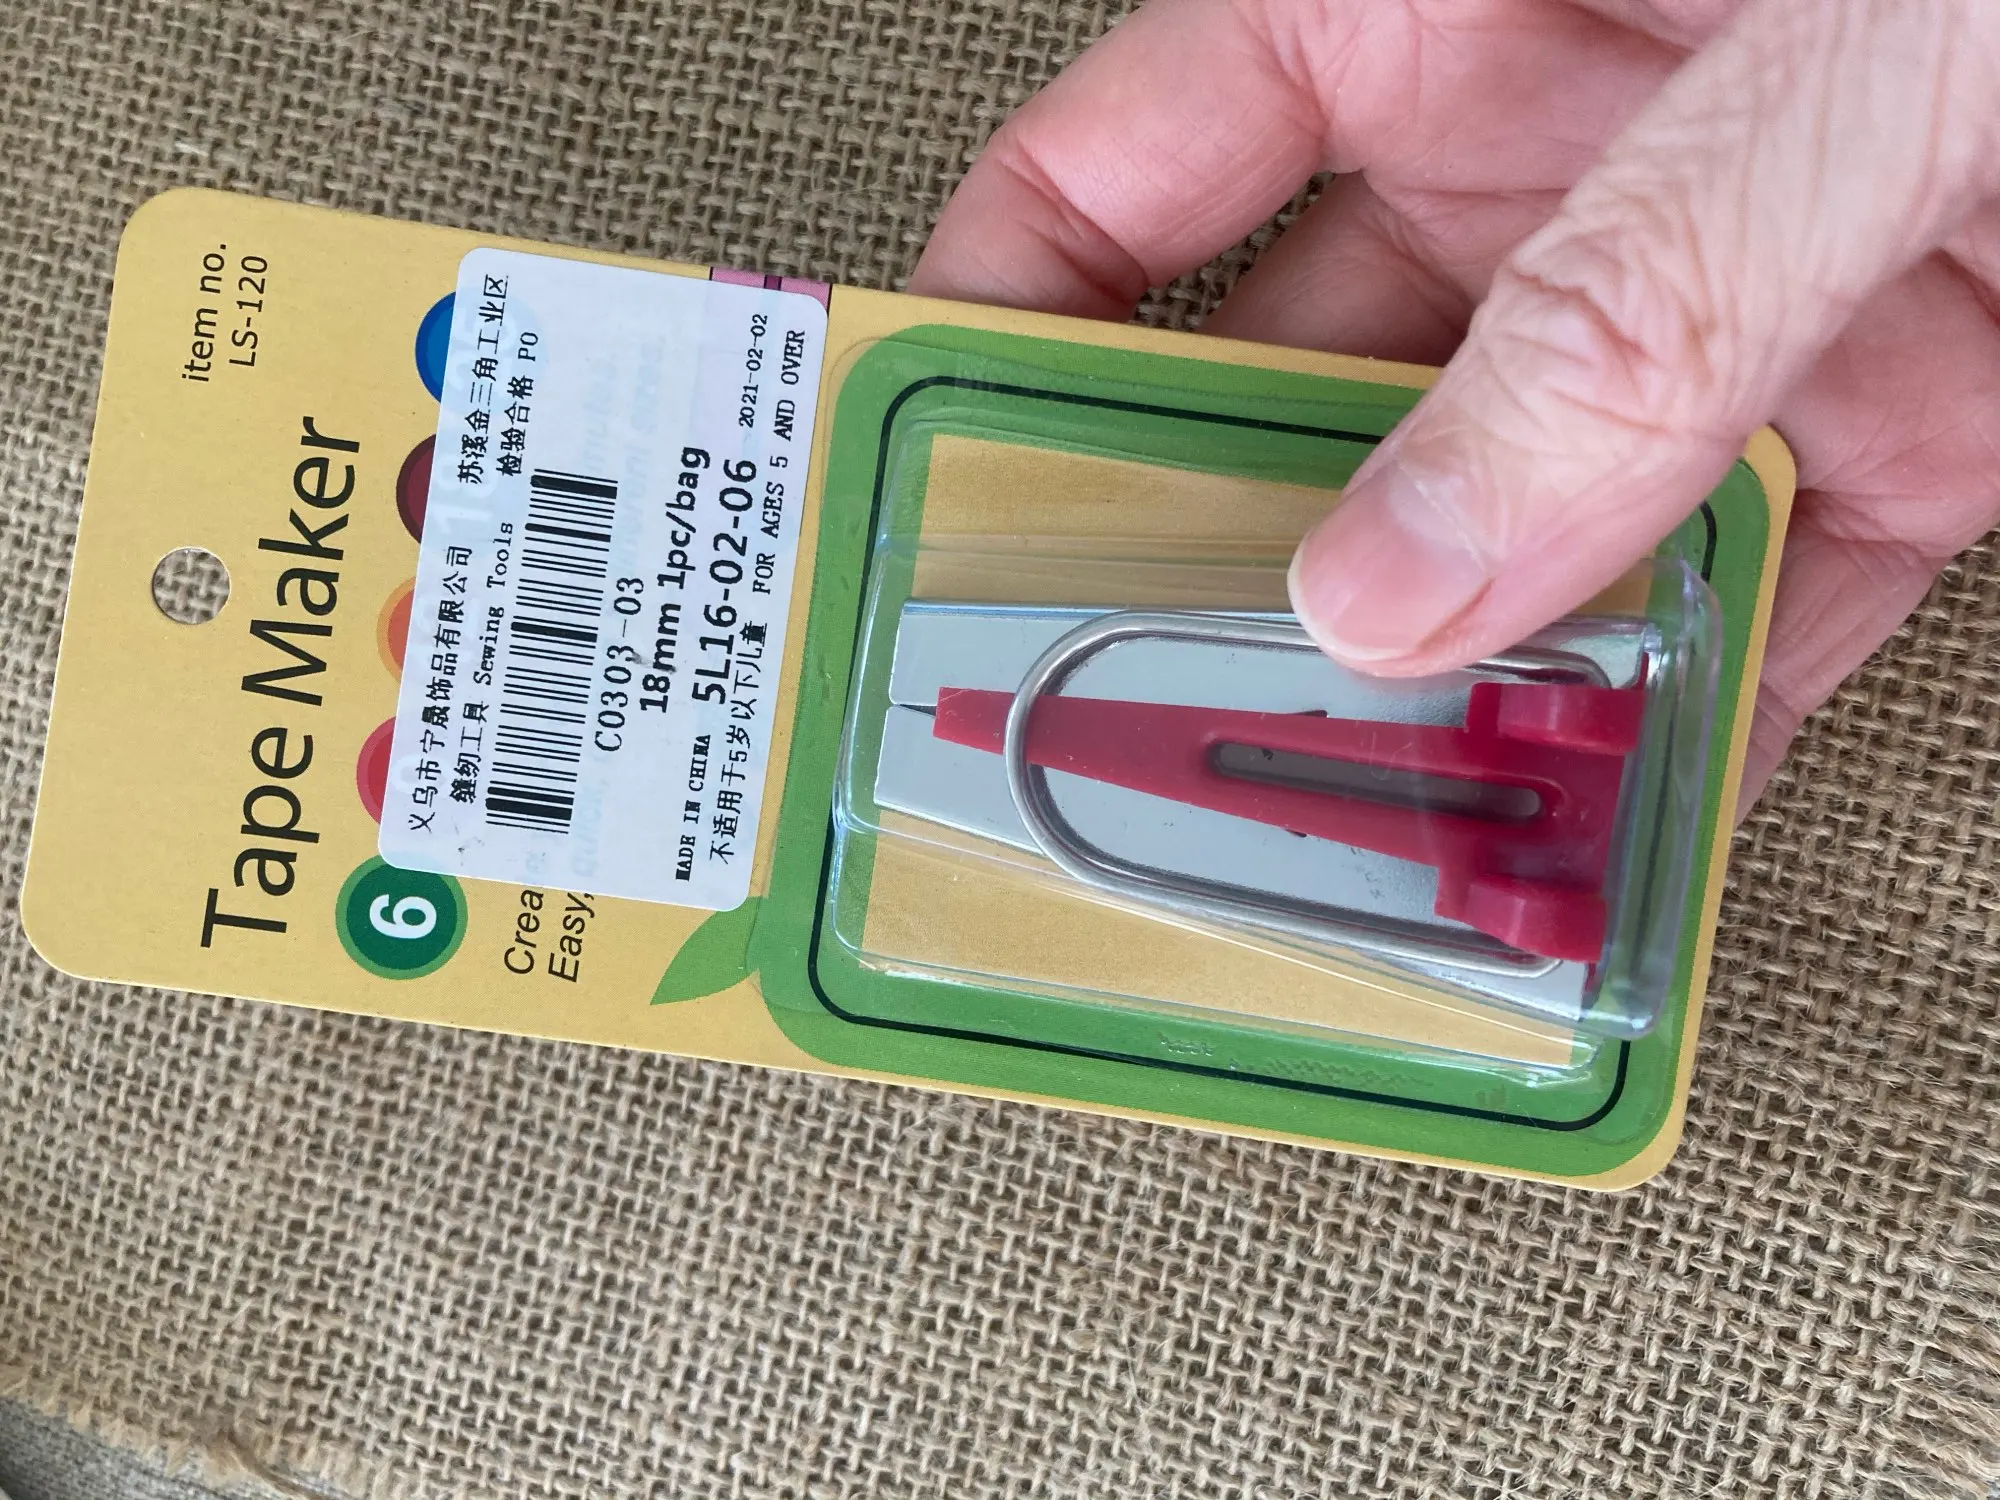 item no.
LS-120
Tape Maker
6
Crea
Easy,
义乌市宁晟饰品有限公司 苏溪金三角工业区
缝纫工具 Sewing Tools 检验合格 PO
C0303-03
18mm 1pc/bag
MADE IN CHINA 5L16-02-06 2021-02-02
不适用于5岁以下儿童 FOR AGES 5 AND OVER